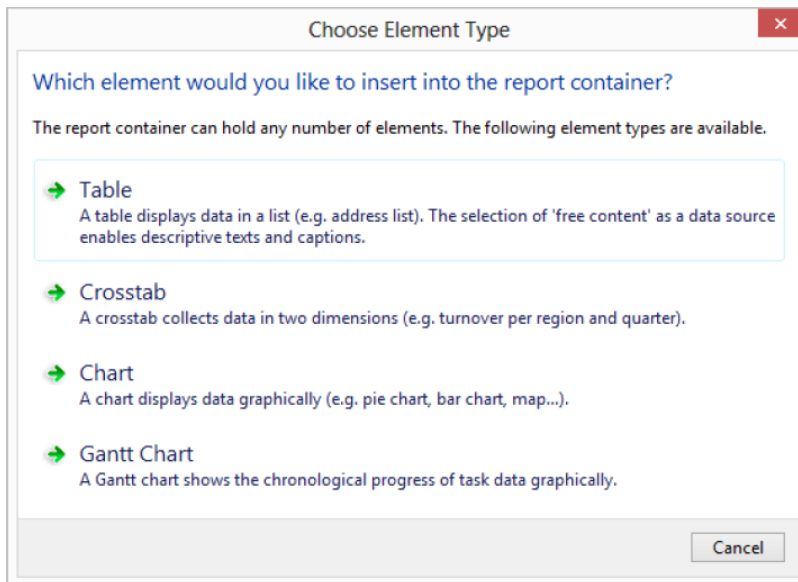 Choose Element Type
Which element would you like to insert into the report container?
The report container can hold any number of elements. The following element types are available.
Table
A table displays data in a list (e.g. address list). The selection of 'free content' as a data source
enables descriptive texts and captions.
Crosstab
A crosstab collects data in two dimensions (e.g. turnover per region and quarter).
Chart
A chart displays data graphically (e.g. pie chart, bar chart, map...).
Gantt Chart
A Gantt chart shows the chronological progress of task data graphically.
Cancel